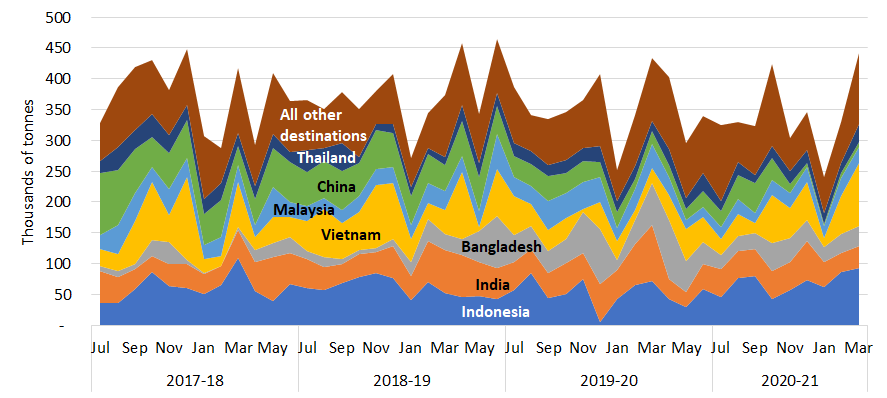 500
450
400
350
300
250
200
150
100
50
-
Thousands of tonnes
All other
destinations
Thailand
China
Malaysia
Vietnam
Bangladesh
India
Indonesia
Jul Sep Nov Jan Mar May Jul Sep Nov Jan Mar May Jul Sep Nov Jan Mar May Jul Sep Nov Jan Mar
2017-18 2018-19 2019-20 2020-21